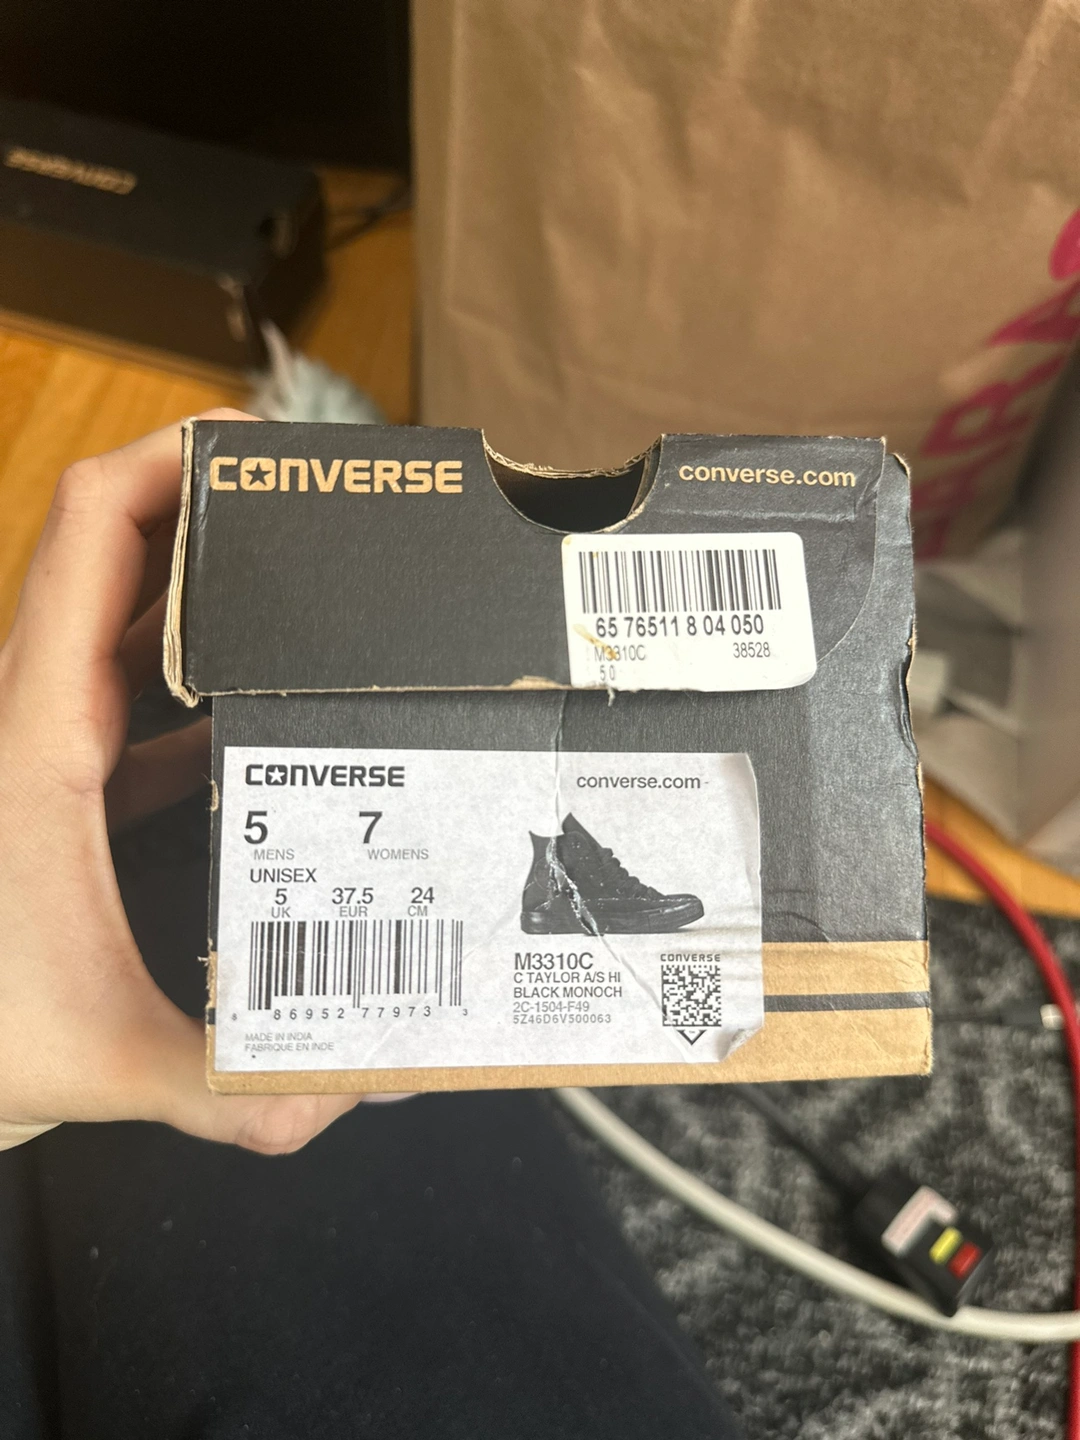 CONVERSE
CONVERSE converse.com
65 76511 8 04 050
M3310C 38528
5 0
CONVERSE converse.com
5 7
MENS WOMENS
UNISEX
5 37.5 24
UK EUR CM
8 86952 77973 3
MADE IN INDIA
FABRIQUE EN INDE
M3310C
C TAYLOR A/S HI
BLACK MONOCH
2C-1504-F49
5Z46D6V500063
CONVERSE